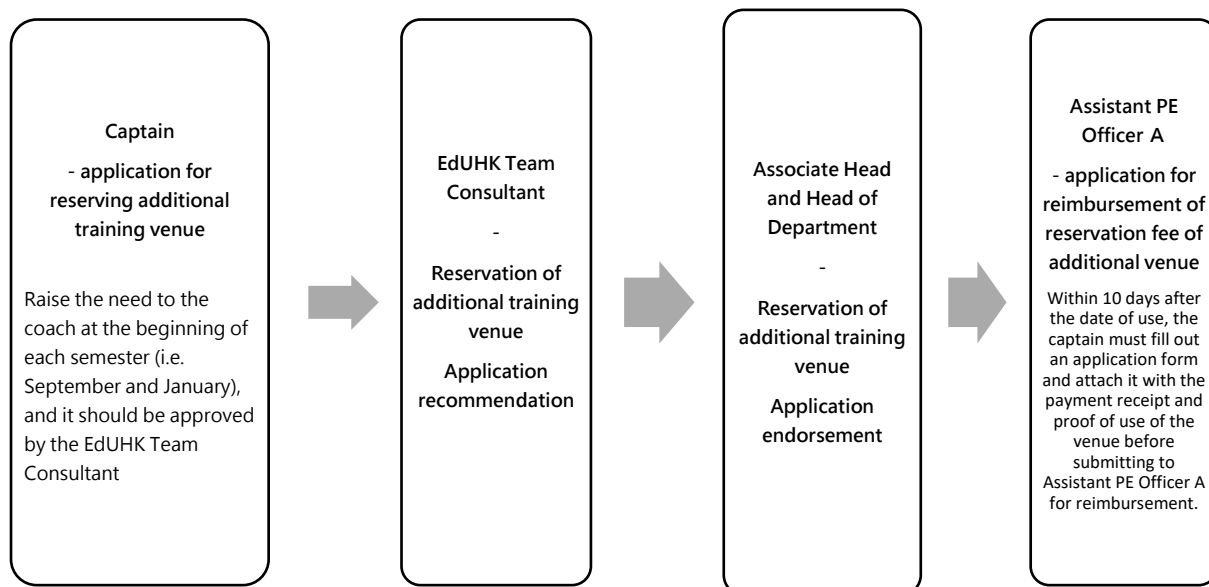 Captain
- application for
reserving additional
training venue
Raise the need to the
coach at the beginning of
each semester (i.e.
September and January),
and it should be approved
by the EdUHK Team
Consultant
EdUHK Team
Consultant
-
Reservation of
additional training
venue
Application
recommendation
Associate Head
and Head of
Department
-
Reservation of
additional training
venue
Application
endorsement
Assistant PE
Officer A
- application for
reimbursement of
reservation fee of
additional venue
Within 10 days after
the date of use, the
captain must fill out
an application form
and attach it with the
payment receipt and
proof of use of the
venue before
submitting to
Assistant PE Officer A
for reimbursement.